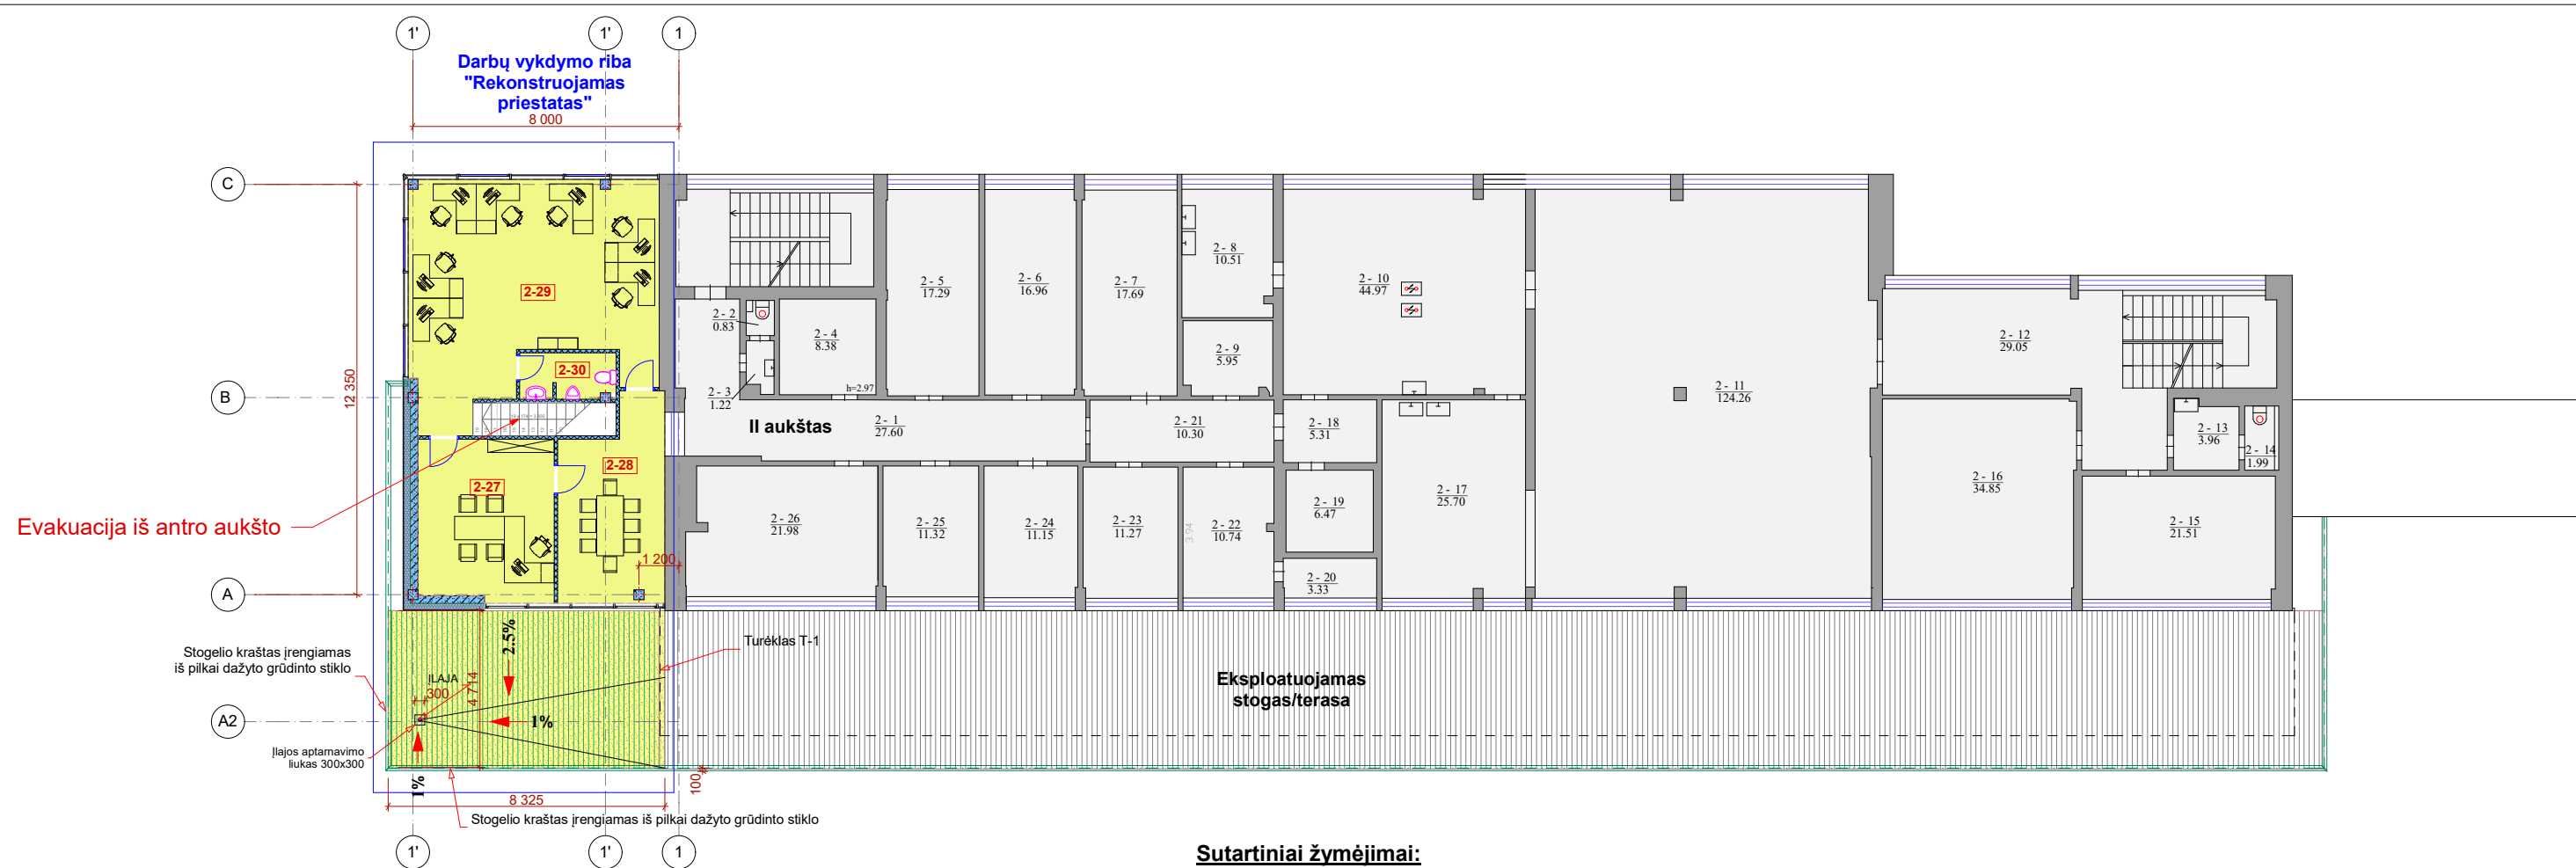 1'
1'
1
Darbų vykdymo riba
"Rekonstruojamas
priestatas"
8 000
C
B
A
A2
12 350
2-29
2-30
2-28
2-27
1 200
Evakuacija iš antro aukšto
II aukštas
2 - 1
27.60
2 - 2
0.83
2 - 3
1.22
2 - 4
8.38
h=2.97
2 - 5
17.29
2 - 6
16.96
2 - 7
17.69
2 - 8
10.51
2 - 9
5.95
2 - 10
44.97
2 - 11
124.26
2 - 12
29.05
2 - 13
3.96
2 - 14
1.99
2 - 15
21.51
2 - 16
34.85
2 - 17
25.70
2 - 18
5.31
2 - 19
6.47
2 - 20
3.33
2 - 21
10.30
2 - 22
10.74
3.94
2 - 23
11.27
2 - 24
11.15
2 - 25
11.32
2 - 26
21.98
Turėklas T-1
Stogelio kraštas įrengiamas
iš pilkai dažyto grūdinto stiklo
ĮLAJA
300
4 714
2.5%
1%
1%
Įlajos aptarnavimo
liukas 300x300
Eksploatuojamas
stogas/terasa
100
8 325
Stogelio kraštas įrengiamas iš pilkai dažyto grūdinto stiklo
1'
1'
1
Sutartiniai žymėjimai: